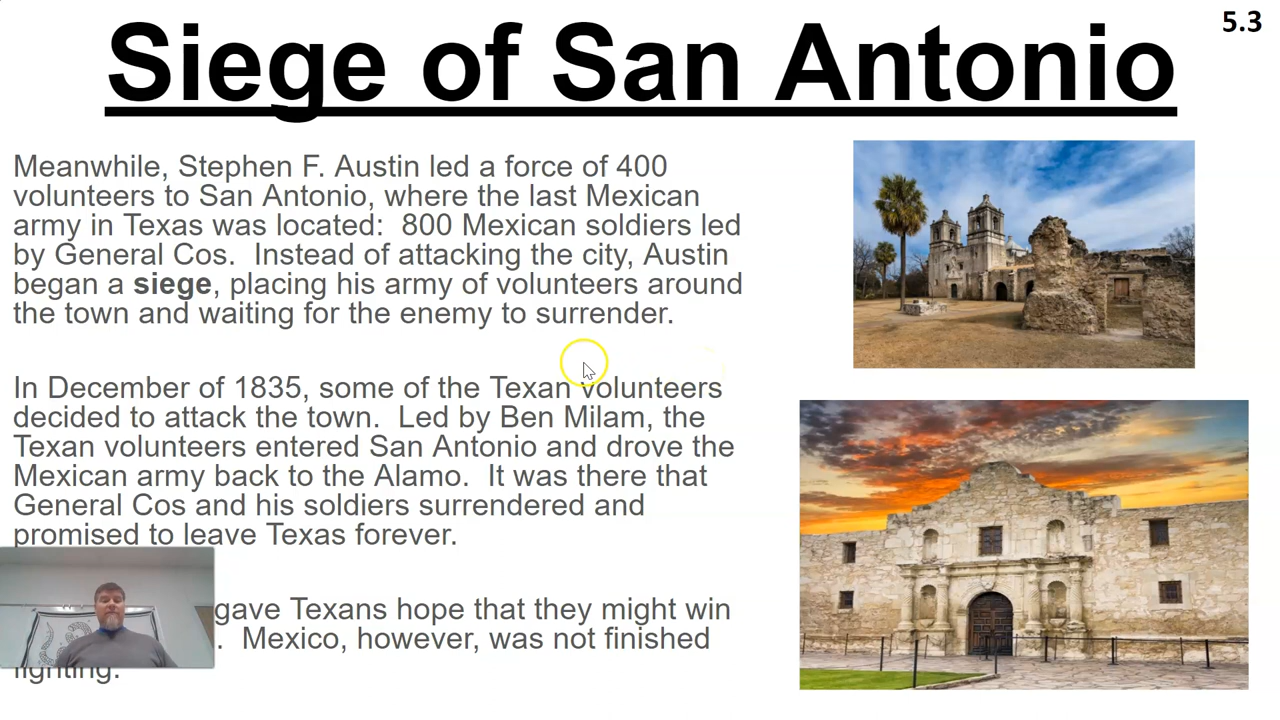 5.3
Siege of San Antonio
Meanwhile, Stephen F. Austin led a force of 400
volunteers to San Antonio, where the last Mexican
army in Texas was located:  800 Mexican soldiers led
by General Cos.  Instead of attacking the city, Austin
began a siege, placing his army of volunteers around
the town and waiting for the enemy to surrender.
In December of 1835, some of the Texan volunteers
decided to attack the town.  Led by Ben Milam, the
Texan volunteers entered San Antonio and drove the
Mexican army back to the Alamo.  It was there that
General Cos and his soldiers surrendered and
promised to leave Texas forever.
gave Texans hope that they might win
.  Mexico, however, was not finished
fighting.